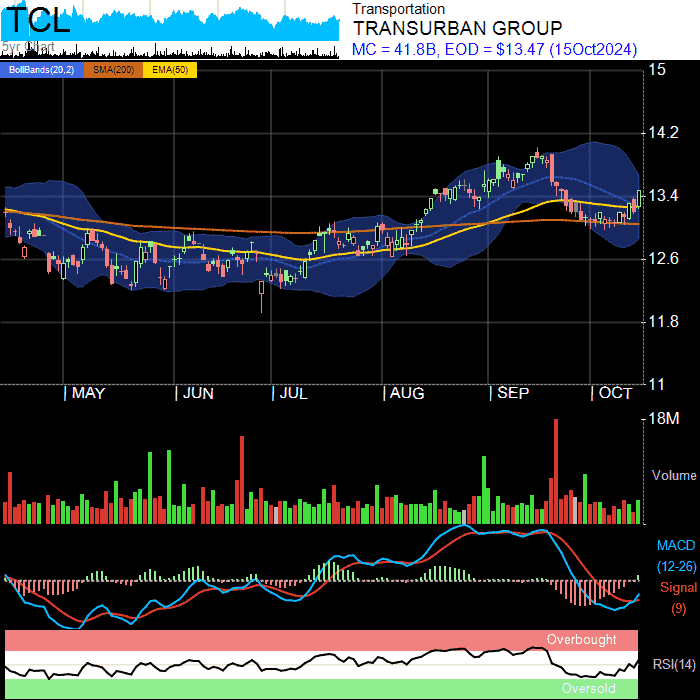 TCL
5yr Chart
Transportation
TRANSURBAN GROUP
MC = 41.8B, EOD = $13.47 (15Oct2024)
BollBands(20,2) SMA(200) EMA(50)
15
14.2
13.4
12.6
11.8
11
MAY JUN JUL AUG SEP OCT
18M
Volume
MACD
(12-26)
Signal
(9)
Overbought
RSI(14)
Oversold